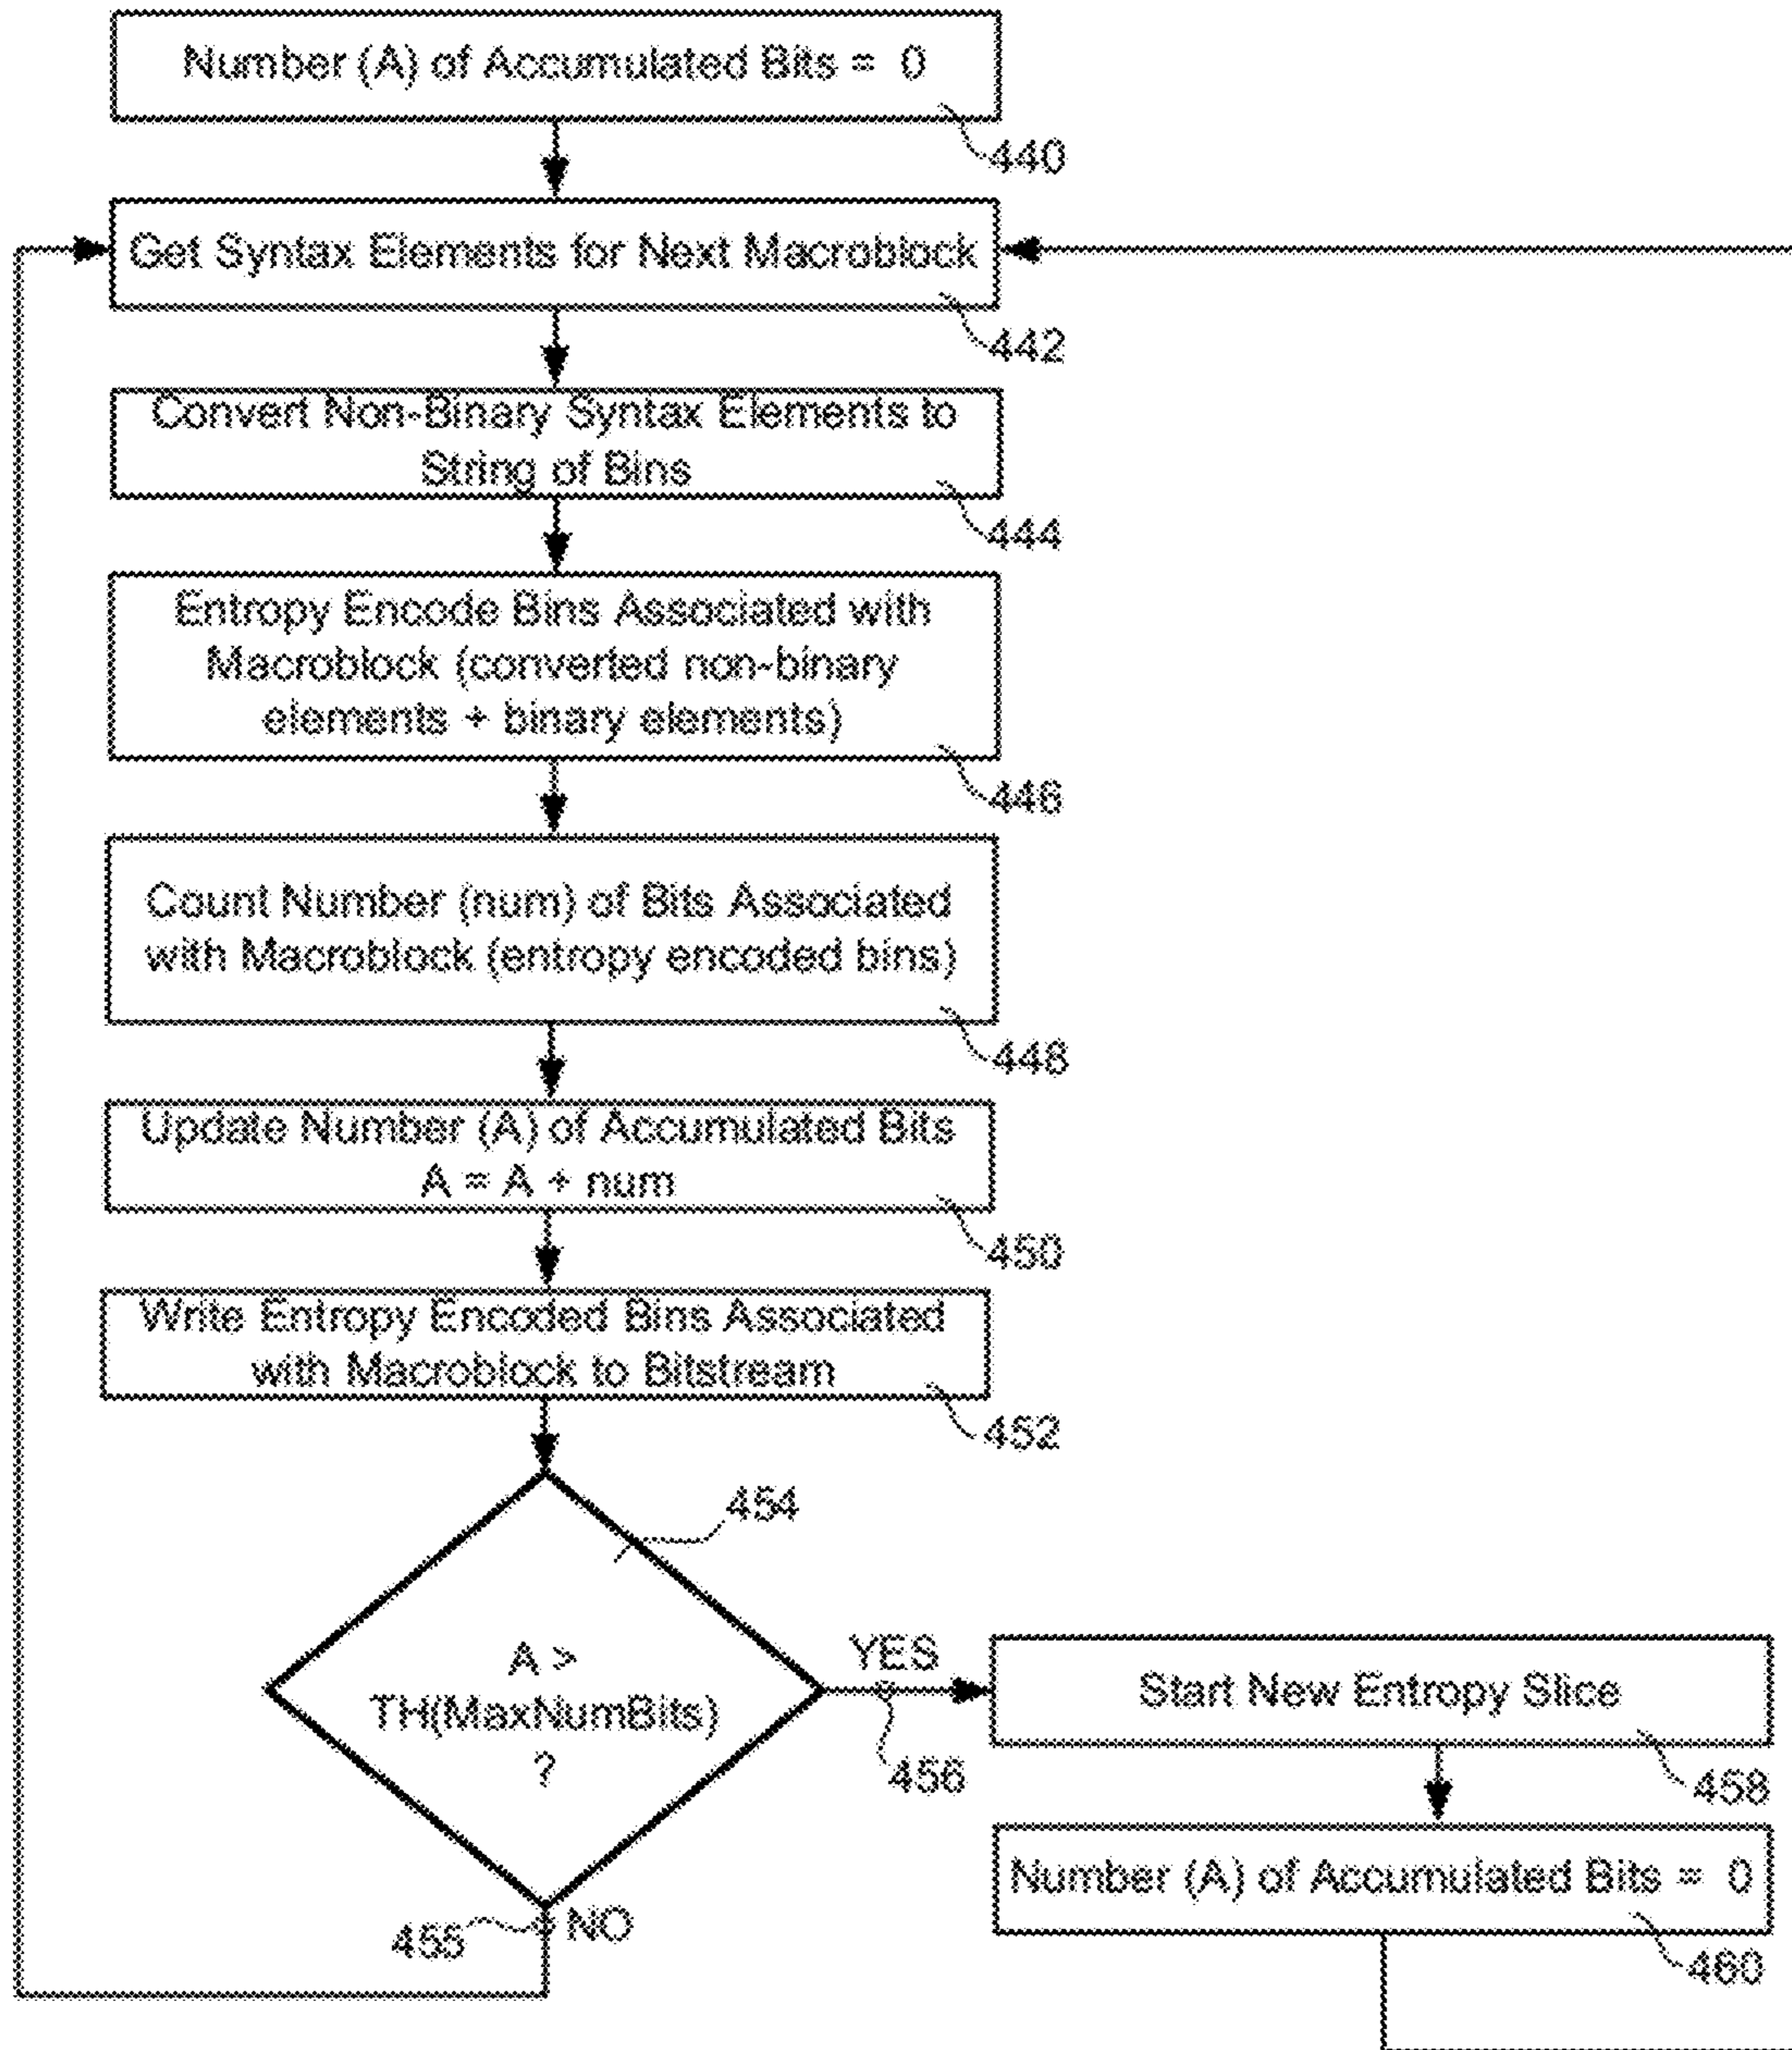 Number (A) of Accumulated Bits = 0
440
Get Syntax Elements for Next Macroblock
442
Convert Non-Binary Syntax Elements to
String of Bins
444
Entropy Encode Bins Associated with
Macroblock (converted non-binary
elements + binary elements)
446
Count Number (num) of Bits Associated
with Macroblock (entropy encoded bins)
448
Update Number (A) of Accumulated Bits
A = A + num
450
Write Entropy Encoded Bins Associated
with Macroblock to Bitstream
452
454
A >
TH(MaxNumBits)
?
YES
456
Start New Entropy Slice
458
Number (A) of Accumulated Bits = 0
460
455
NO